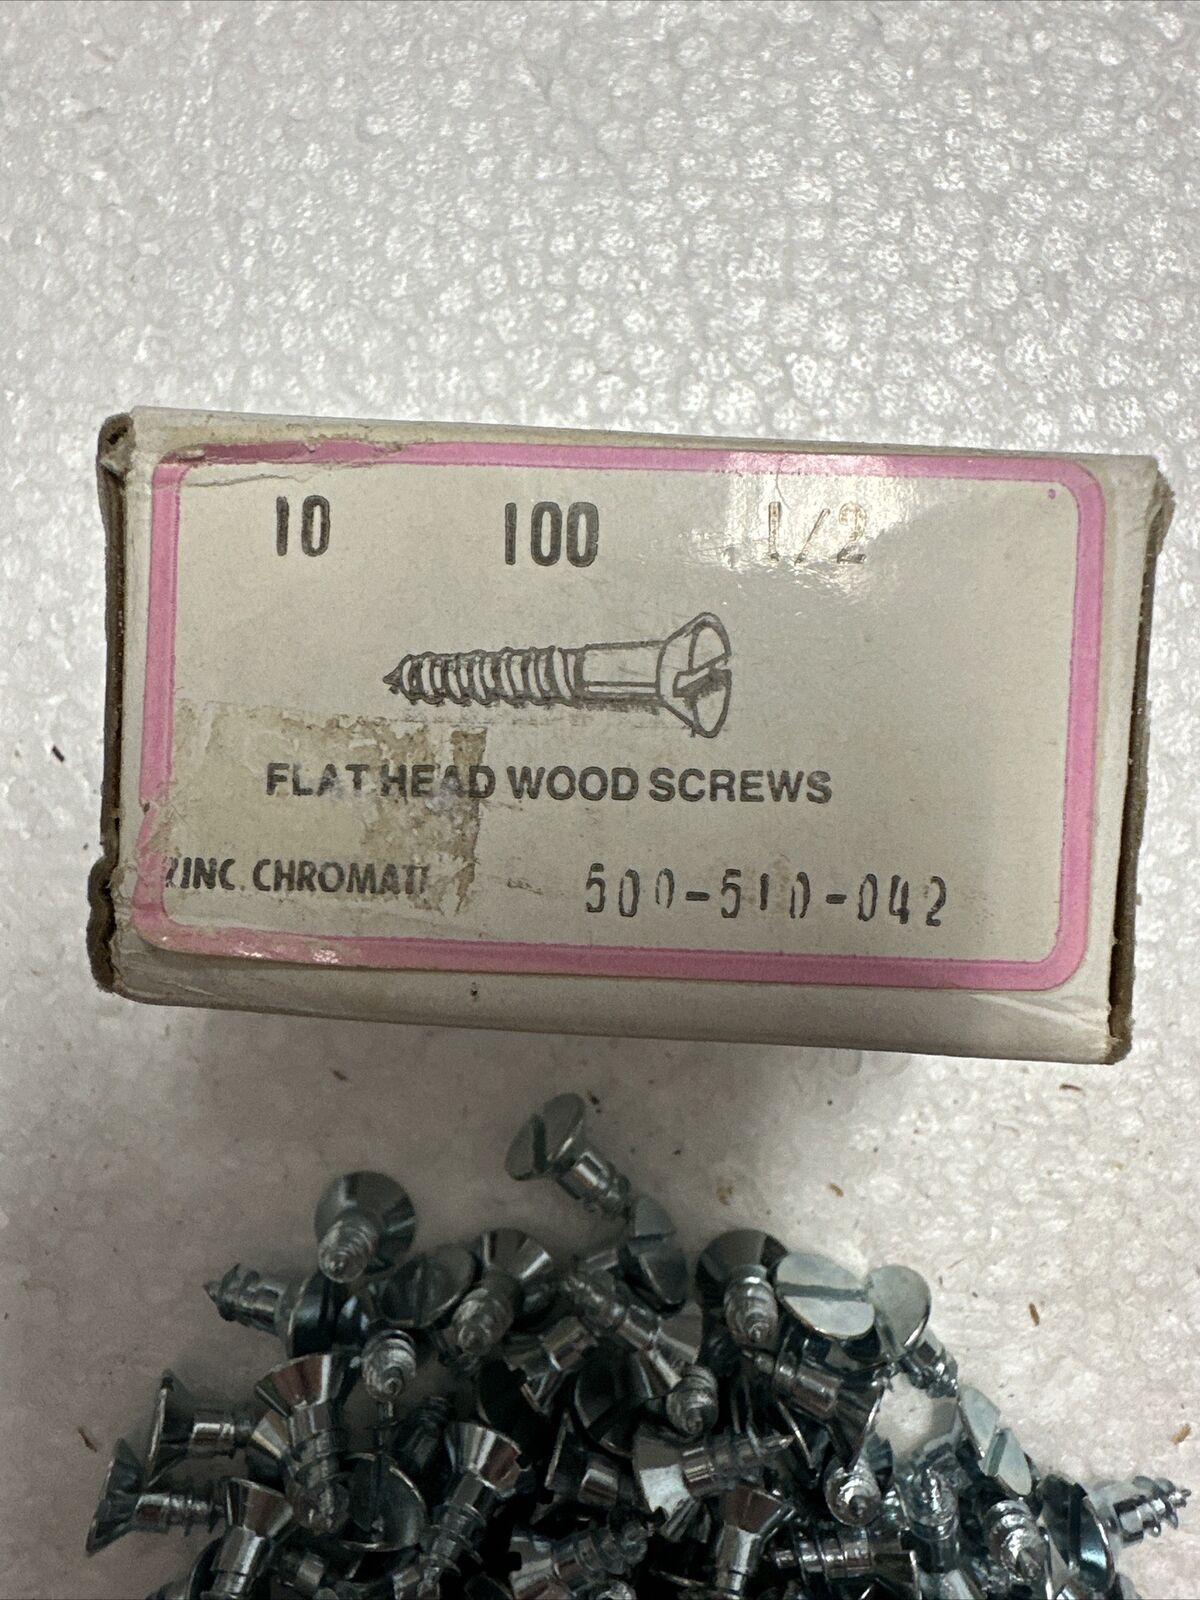 10 100 1/2
FLAT HEAD WOOD SCREWS
ZINC CHROMATE 500-510-042